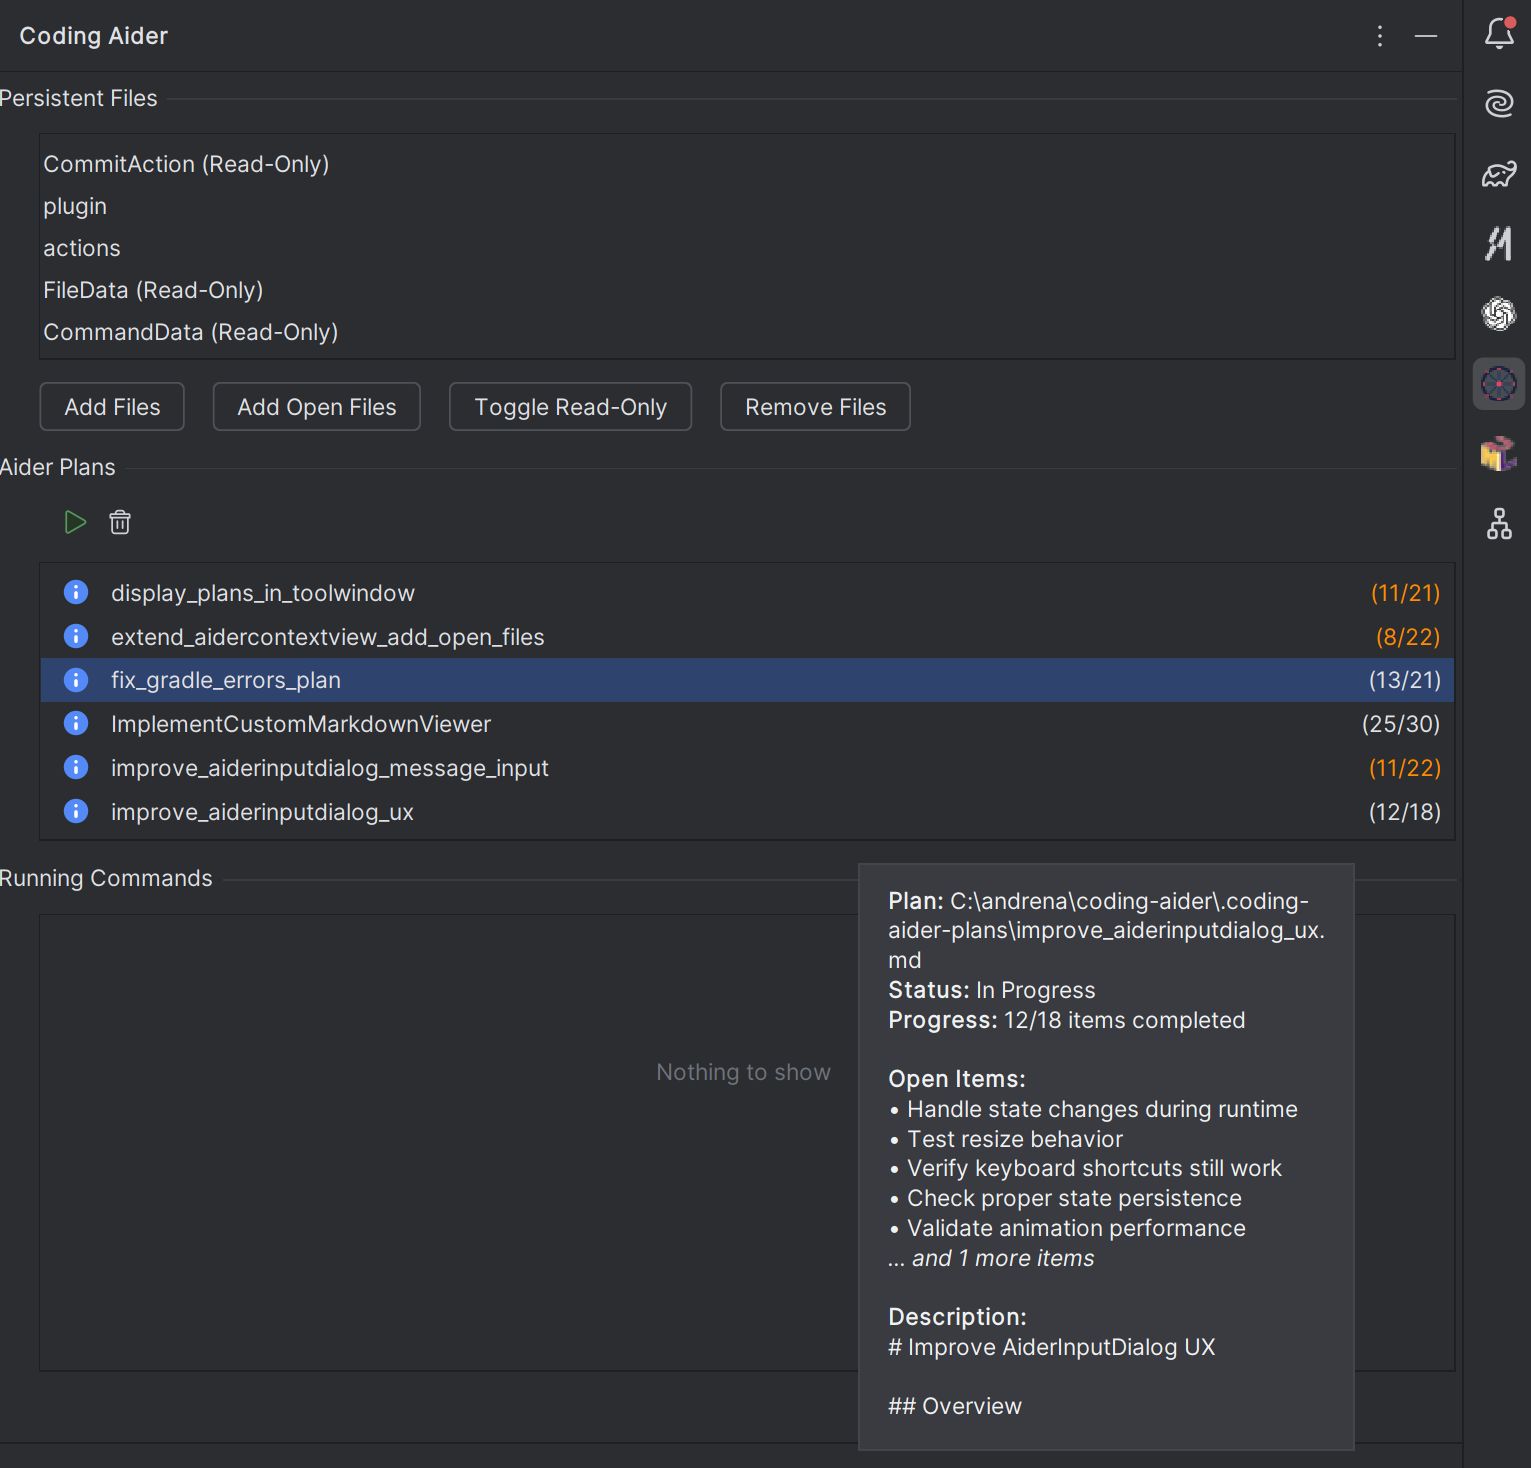 Coding Aider
Persistent Files
CommitAction (Read-Only)
plugin
actions
FileData (Read-Only)
CommandData (Read-Only)
Add Files
Add Open Files
Toggle Read-Only
Remove Files
Aider Plans
display_plans_in_toolwindow (11/21)
extend_aidercontextview_add_open_files (8/22)
fix_gradle_errors_plan (13/21)
ImplementCustomMarkdownViewer (25/30)
improve_aiderinputdialog_message_input (11/22)
improve_aiderinputdialog_ux (12/18)
Running Commands
Nothing to show
Plan: C:\andrena\coding-aider\.coding-
aider-plans\improve_aiderinputdialog_ux.
md
Status: In Progress
Progress: 12/18 items completed
Open Items:
• Handle state changes during runtime
• Test resize behavior
• Verify keyboard shortcuts still work
• Check proper state persistence
• Validate animation performance
... and 1 more items
Description:
# Improve AiderInputDialog UX
## Overview